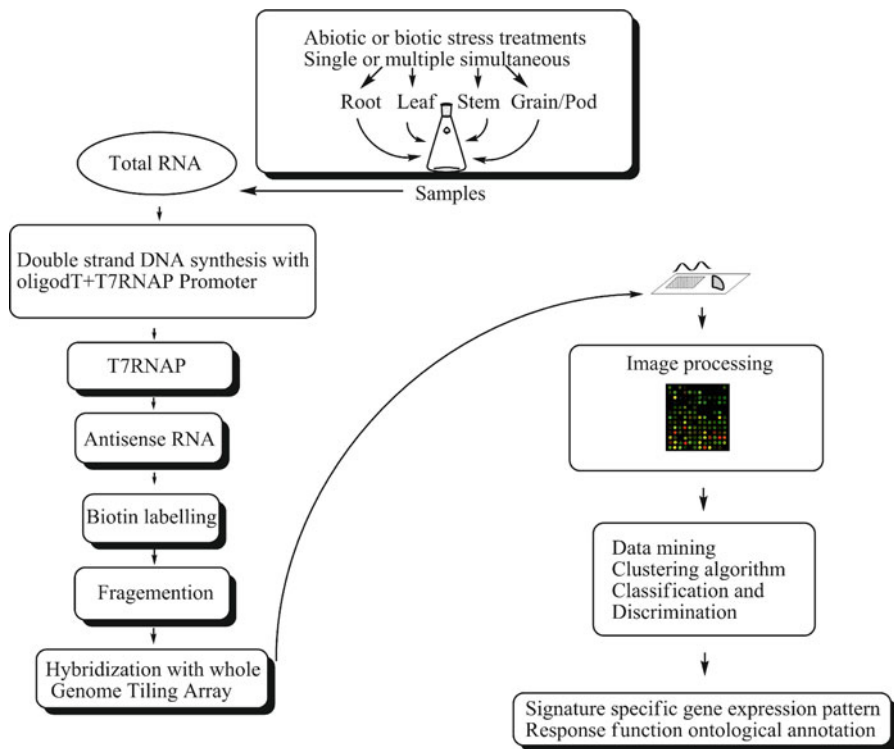 Abiotic or biotic stress treatments
Single or multiple simultaneous
Root Leaf Stem Grain/Pod
Samples
Total RNA
Double strand DNA synthesis with
oligodT+T7RNAP Promoter
T7RNAP
Antisense RNA
Biotin labelling
Fragemention
Hybridization with whole
Genome Tiling Array
Image processing
Data mining
Clustering algorithm
Classification and
Discrimination
Signature specific gene expression pattern
Response function ontological annotation